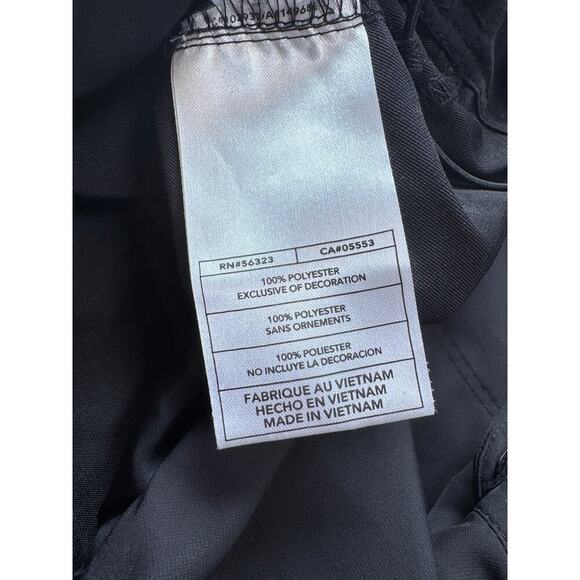 RN#56323 CA#05553
100% POLYESTER
EXCLUSIVE OF DECORATION
100% POLYESTER
SANS ORNEMENTS
100% POLIESTER
NO INCLUYE LA DECORACION
FABRIQUE AU VIETNAM
HECHO EN VIETNAM
MADE IN VIETNAM